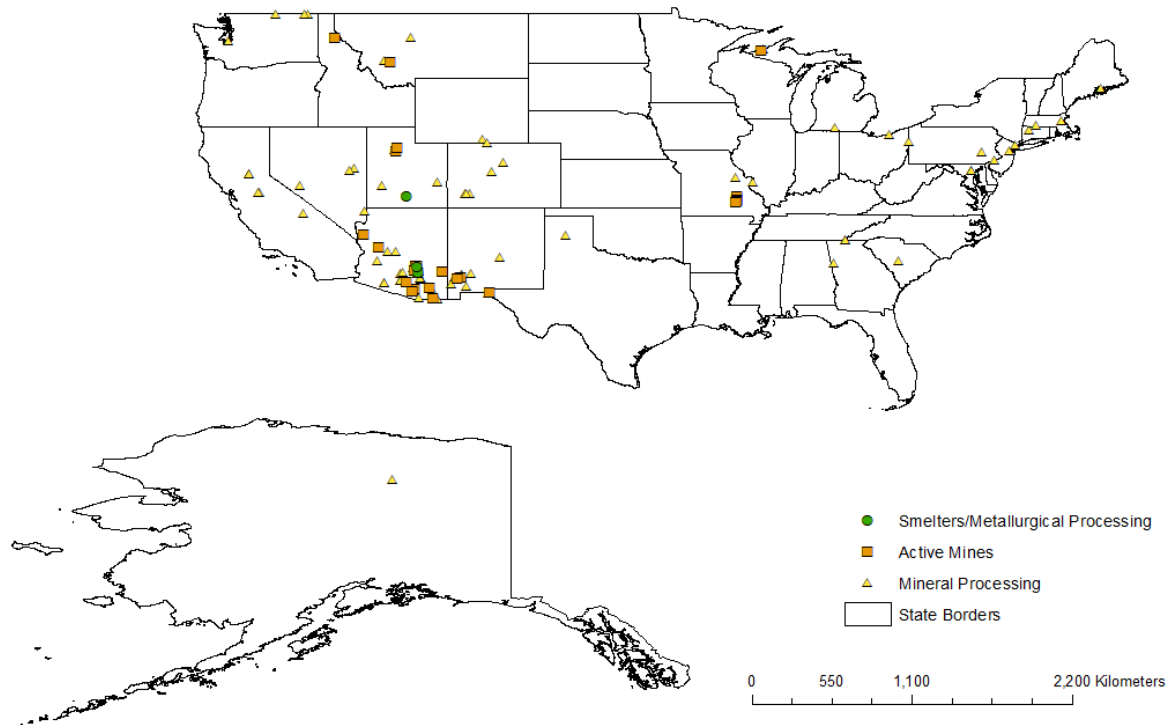 Smelters/Metallurgical Processing
Active Mines
Mineral Processing
State Borders
0 550 1,100 2,200 Kilometers